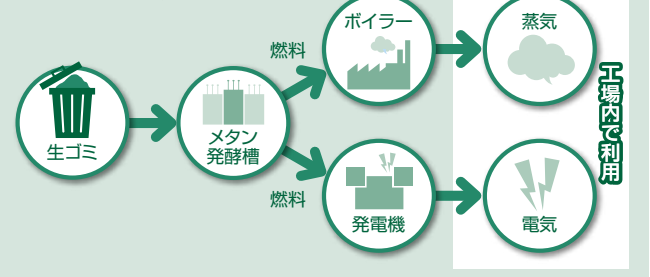 生ゴミ
メタン
発酵槽
燃料
ボイラー
蒸気
燃料
発電機
電気
工場内で利用